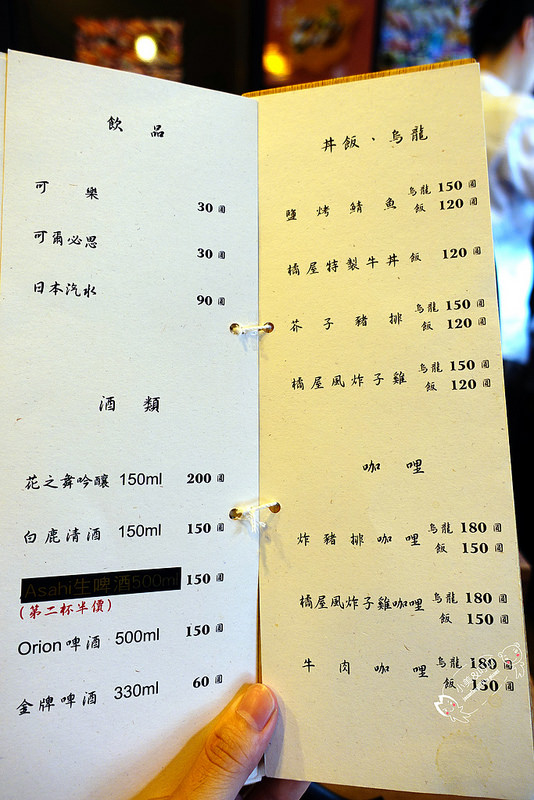 飲品
可樂 30圓
可爾必思 30圓
日本汽水 90圓
酒類
花之舞吟釀 150ml 200圓
白鹿清酒 150ml 150圓
Asahi生啤酒500ml 150圓
(第二杯半價)
Orion啤酒 500ml 150圓
金牌啤酒 330ml 60圓
丼飯、烏龍
鹽烤鯖魚 烏龍 150圓
飯 120圓
橘屋特製牛丼飯 120圓
芥子豬排 烏龍 150圓
飯 120圓
橘屋風炸子雞 烏龍 150圓
飯 120圓
咖哩
炸豬排咖哩 烏龍 180圓
飯 150圓
橘屋風炸子雞咖哩 烏龍 180圓
飯 150圓
牛肉咖哩 烏龍 180圓
飯 150圓